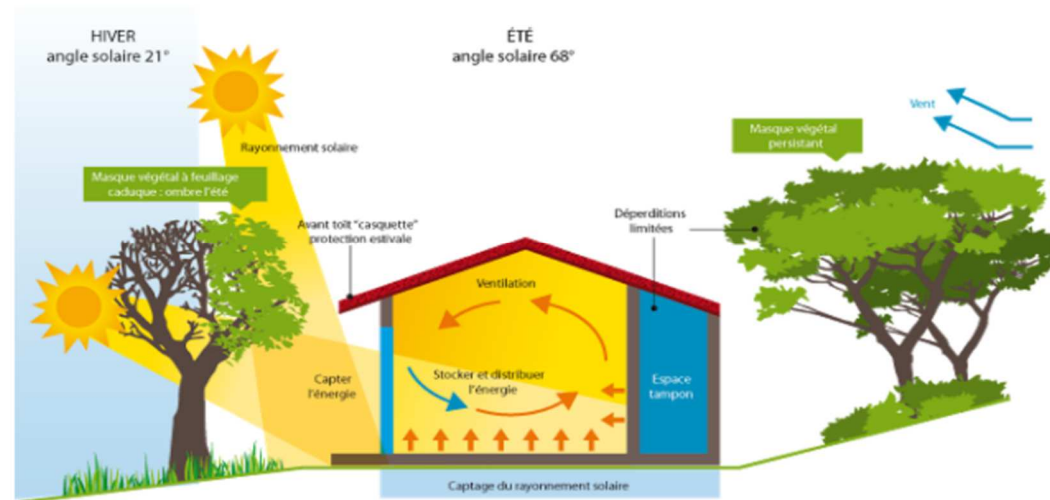 HIVER
angle solaire 21°
ÉTÉ
angle solaire 68°
Vent
Rayonnement solaire
Masque végétal
persistant
Masque végétal à feuillage
caduque : ombre l'été
Avant toit "casquette"
protection estivale
Déperditions
limitées
Ventilation
Capter
l'énergie
Stocker et distribuer
l'énergie
Espace
tampon
Captage du rayonnement solaire